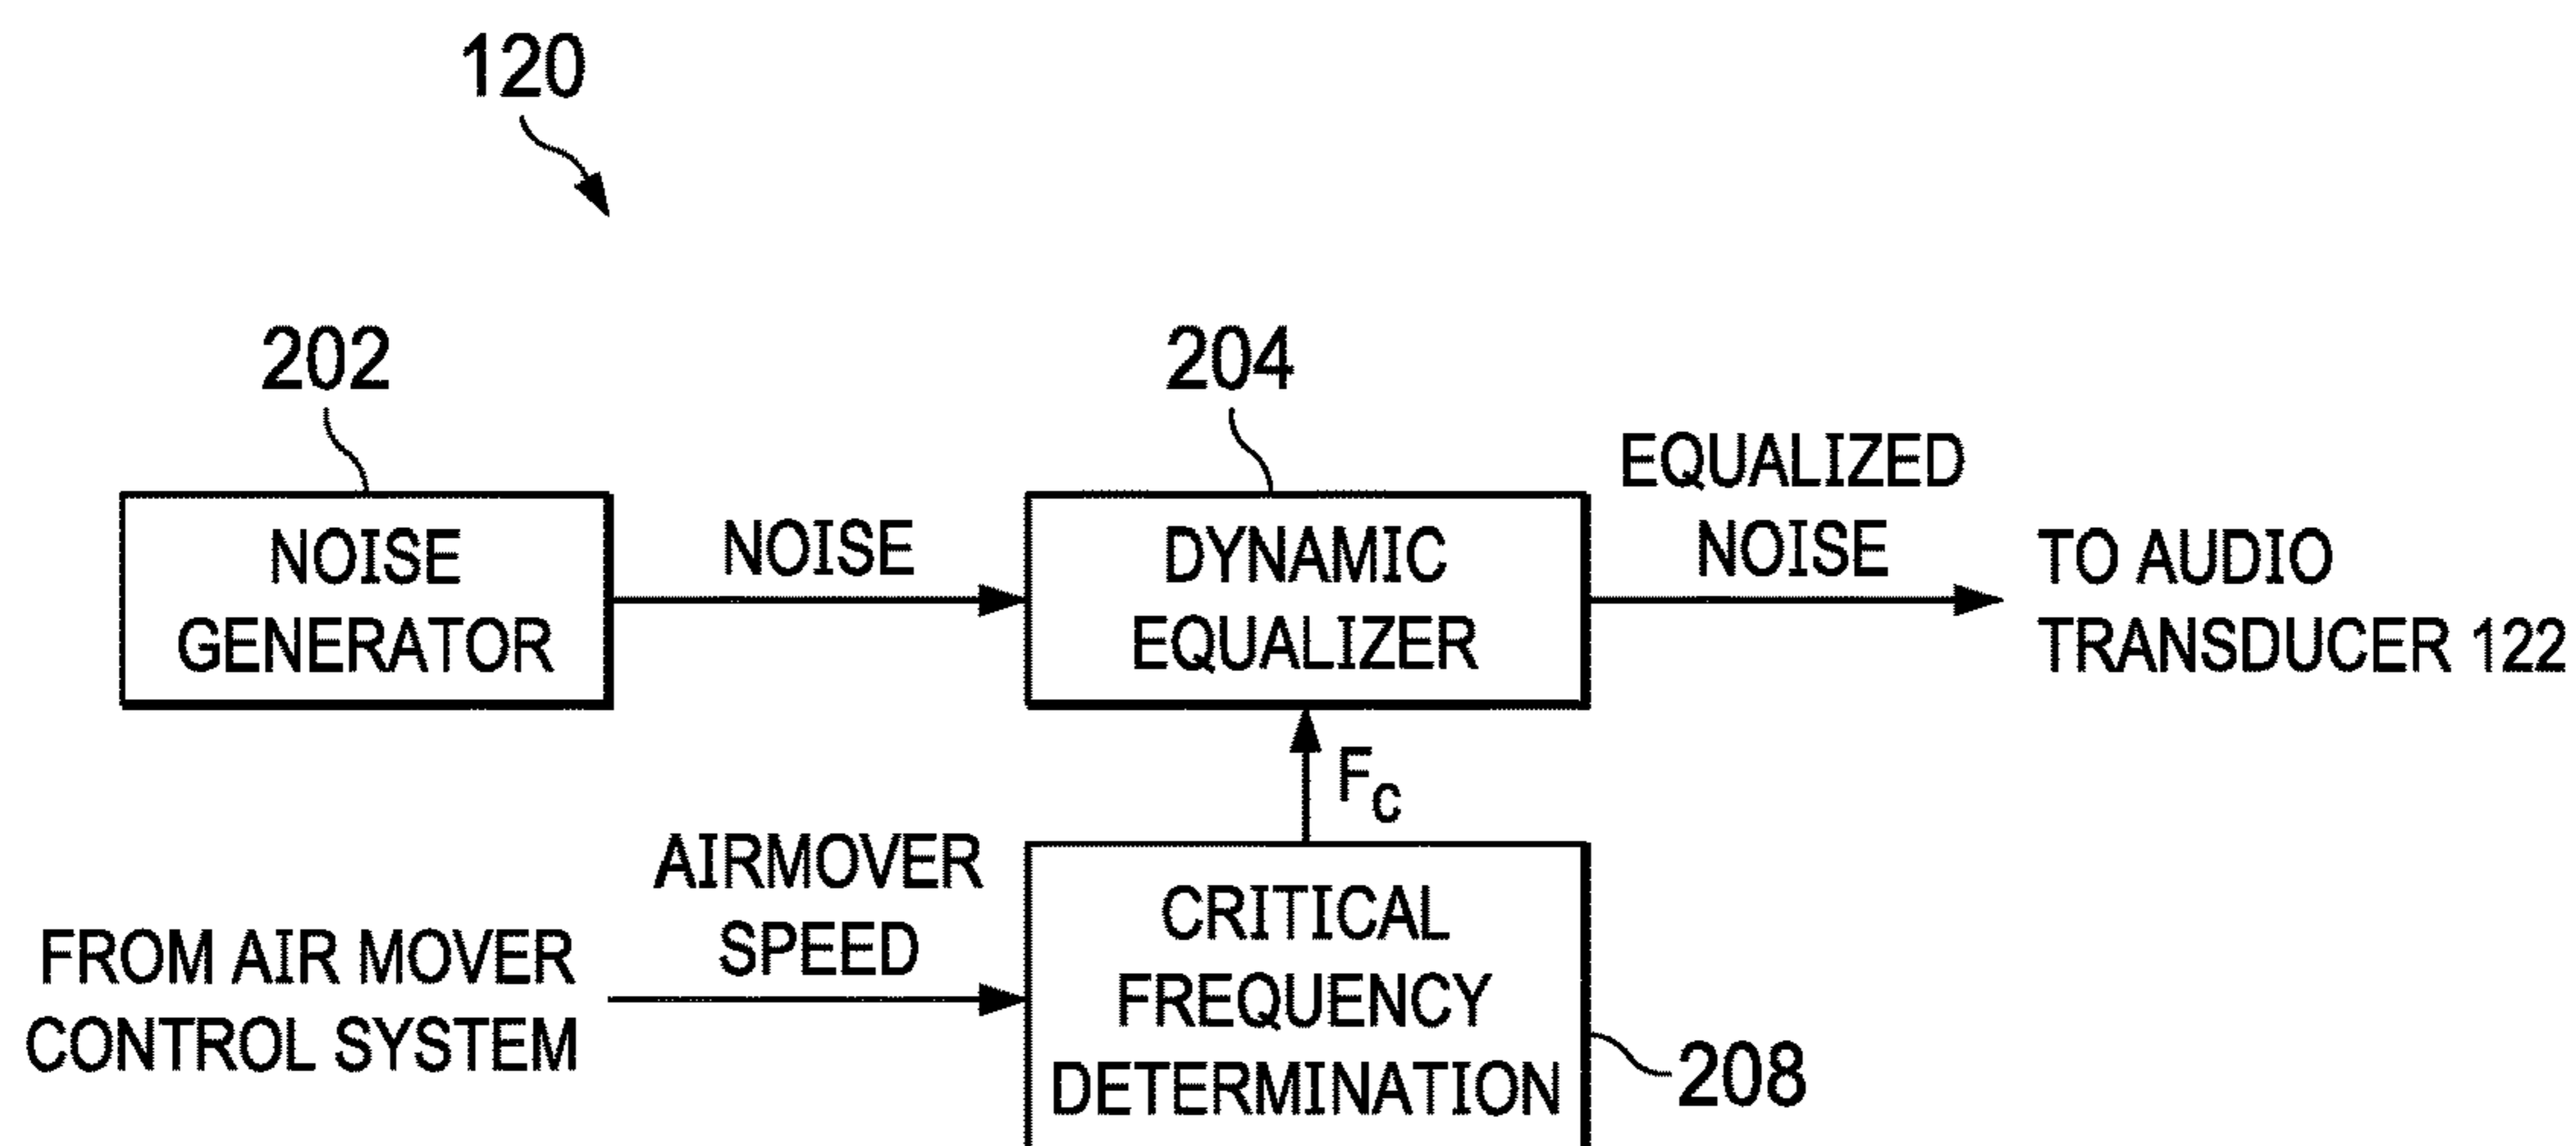 120
202
204
NOISE
GENERATOR
NOISE
DYNAMIC
EQUALIZER
EQUALIZED
NOISE
TO AUDIO
TRANSDUCER 122
Fc
FROM AIR MOVER
CONTROL SYSTEM
AIRMOVER
SPEED
CRITICAL
FREQUENCY
DETERMINATION
208